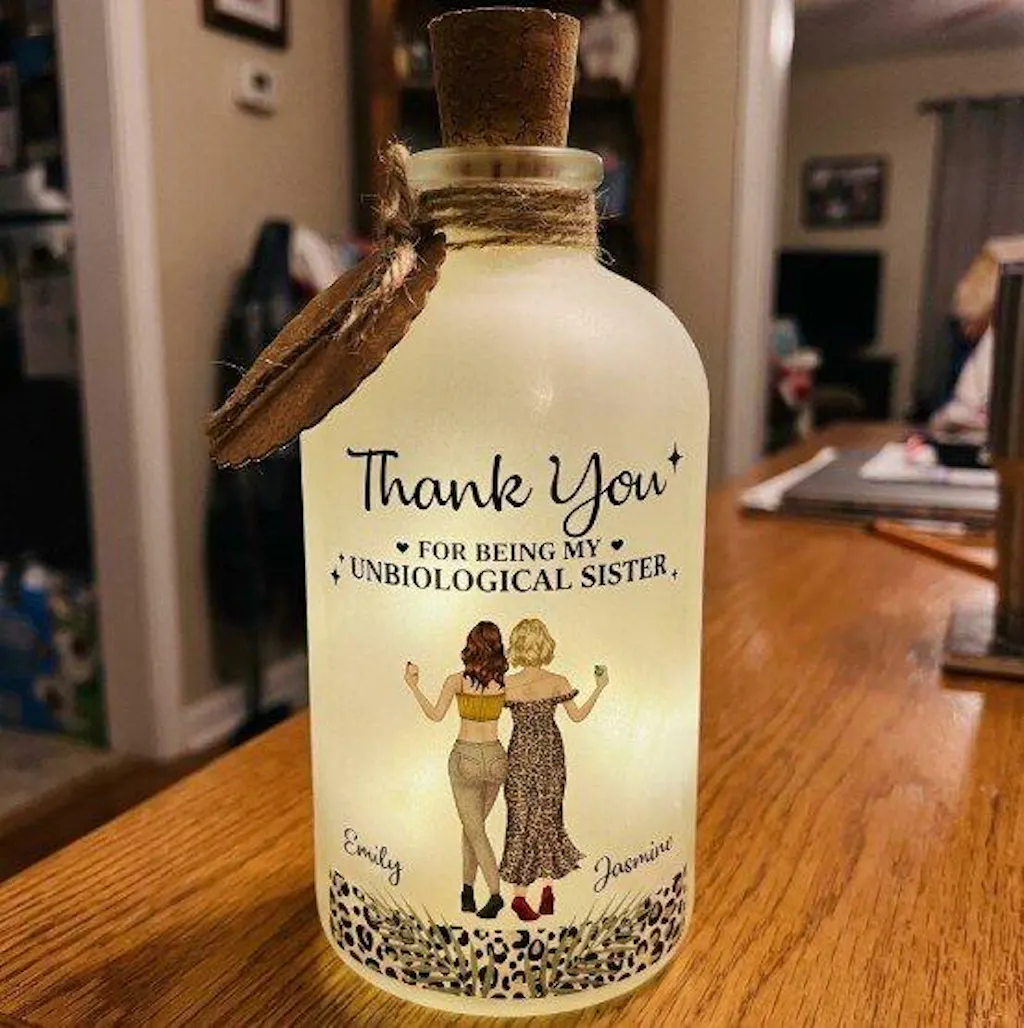 Thank You
FOR BEING MY
UNBIOLOGICAL SISTER
Emily
Jasmine